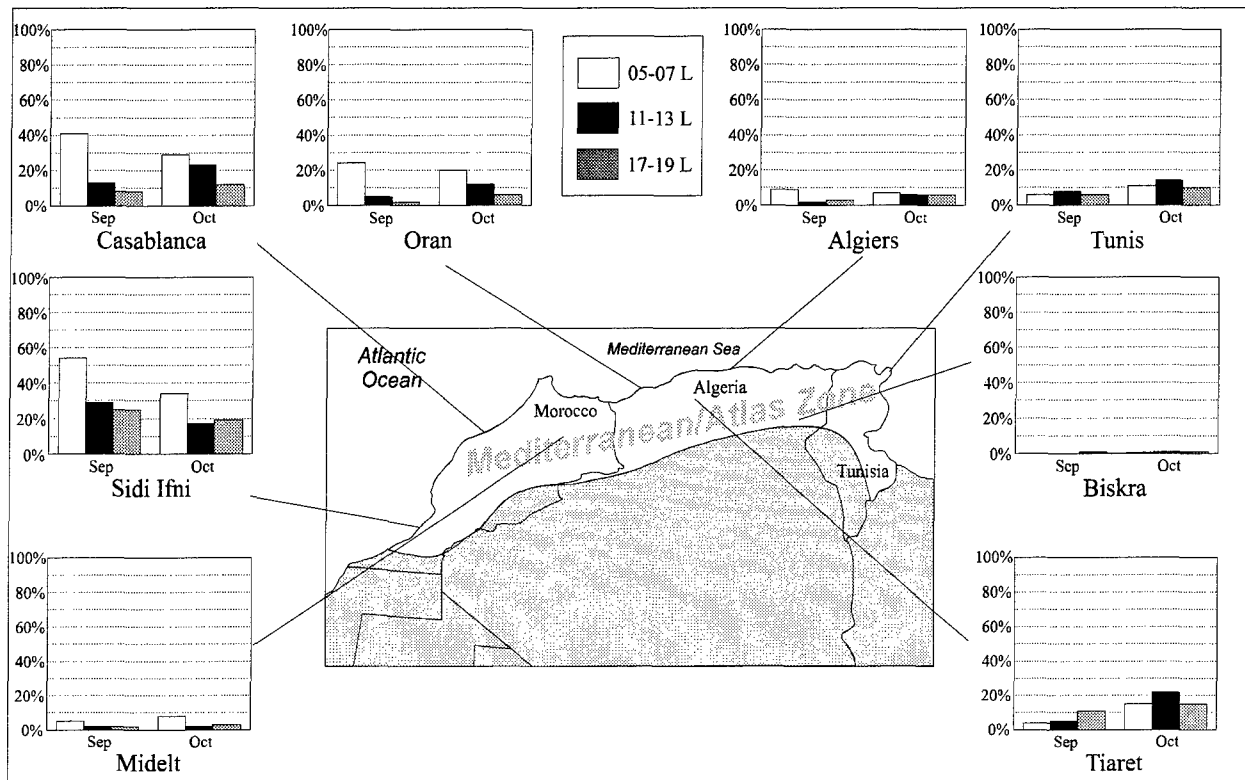 100%
80%
60%
40%
20%
0%
Sep Oct
Casablanca
100%
80%
60%
40%
20%
0%
Sep Oct
Oran
05-07 L
11-13 L
17-19 L
100%
80%
60%
40%
20%
0%
Sep Oct
Algiers
100%
80%
60%
40%
20%
0%
Sep Oct
Tunis
100%
80%
60%
40%
20%
0%
Sep Oct
Sidi Ifni
Atlantic
Ocean
Mediterranean Sea
Morocco
Algeria
Mediterranean/Atlas Zone
Tunisia
100%
80%
60%
40%
20%
0%
Sep Oct
Biskra
100%
80%
60%
40%
20%
0%
Sep Oct
Midelt
100%
80%
60%
40%
20%
0%
Sep Oct
Tiaret